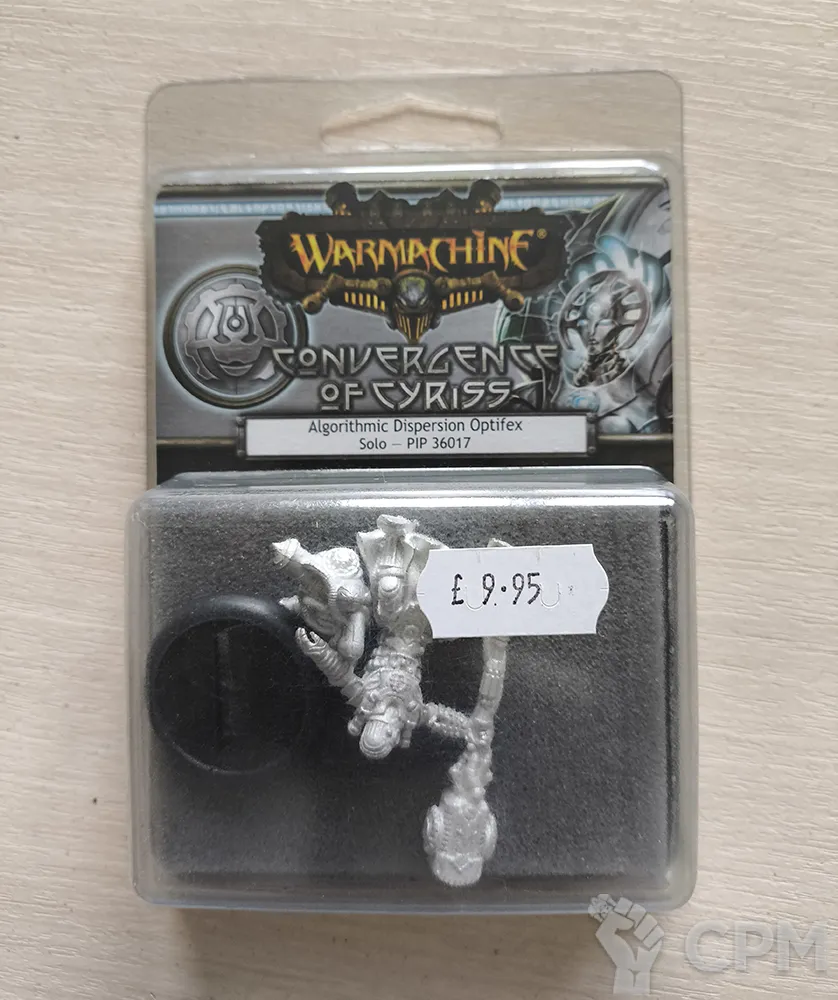 WARMACHINE®
CONVERGENCE
OF CYRISS
Algorithmic Dispersion Optifex
Solo — PIP 36017
£9.95
CPM